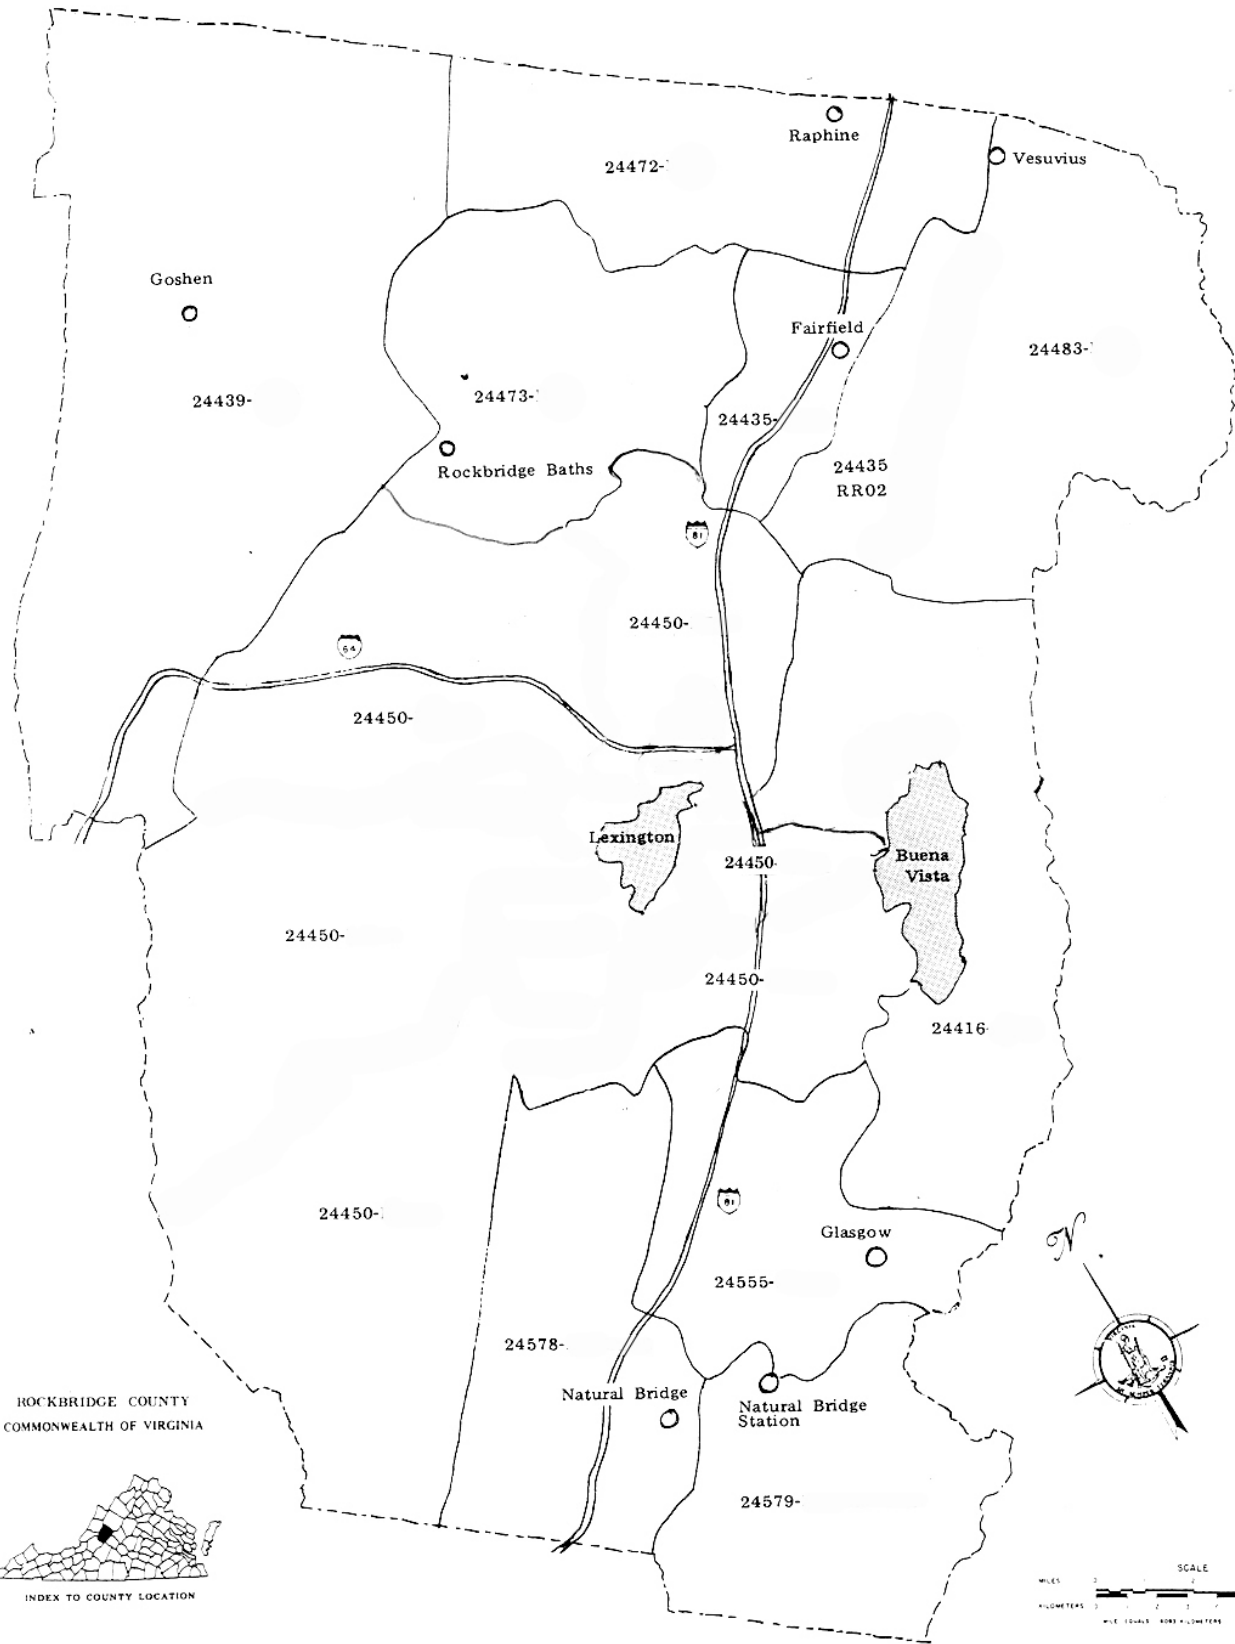 Raphine
Vesuvius
24472-
Goshen
Fairfield
24483-
24439-
24473-
24435-
Rockbridge Baths
24435
RR02
81
24450-
64
24450-
Lexington
24450-
Buena
Vista
24450-
24450-
24416-
81
24450-
Glasgow
N.
24555-
24578-
Natural Bridge
Natural Bridge
Station
ROCKBRIDGE COUNTY
COMMONWEALTH OF VIRGINIA
24579-
INDEX TO COUNTY LOCATION
SCALE
MILES
KILOMETERS